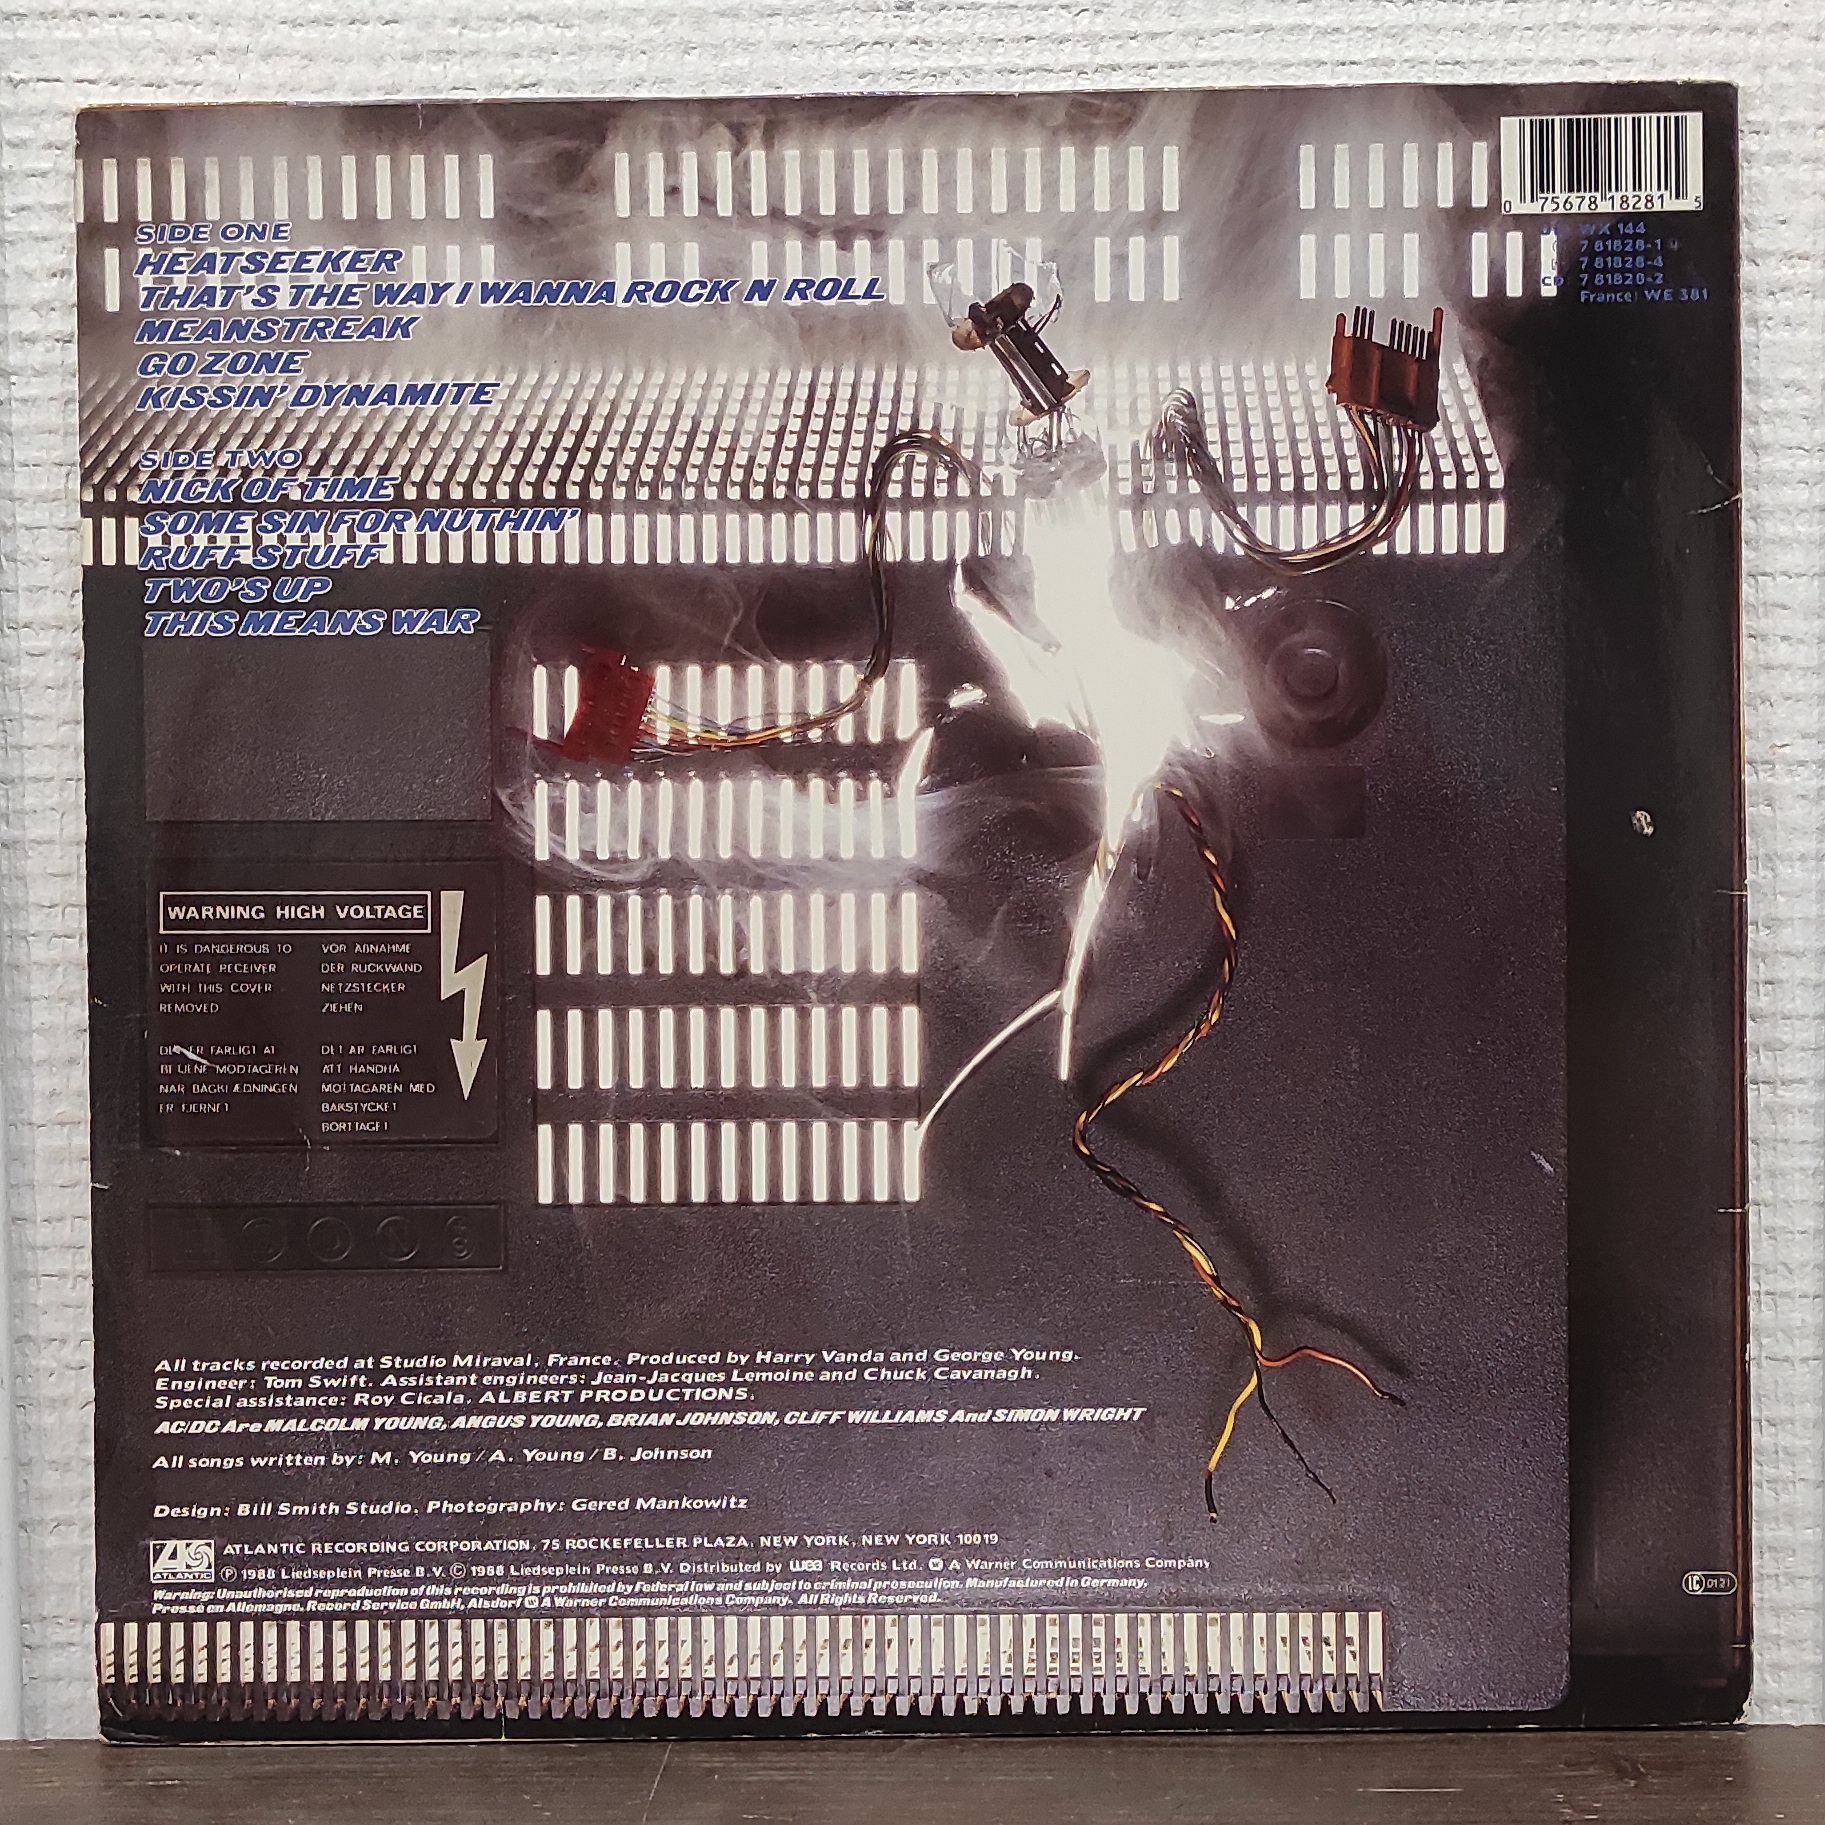 0 75678 18281 5
WX 144
7 81828-1
7 81828-4
CD: 7 81828-2
France: WE 381
SIDE ONE
HEATSEEKER
THAT'S THE WAY I WANNA ROCK N ROLL
MEANSTREAK
GO ZONE
KISSIN' DYNAMITE
SIDE TWO
NICK OF TIME
SOME SIN FOR NUTHIN'
RUFF STUFF
TWO'S UP
THIS MEANS WAR
WARNING HIGH VOLTAGE
IT IS DANGEROUS TO
OPERATE RECEIVER
WITH THIS COVER
REMOVED
VOR ABNAHME
DER RUCKWAND
NETZSTECKER
ZIEHEN
FARLIGT AT
BETJENE MODTAGEREN
NAR BAGKLÆDNINGEN
ER FJERNET
DET AR FARLIGT
ATT HANDHA
MOTTAGAREN MED
BAKSTYCKET
BORTTAGET
All tracks recorded at Studio Miraval, France. Produced by Harry Vanda and George Young.
Engineer: Tom Swift. Assistant engineers: Jean-Jacques Lemoine and Chuck Cavanagh.
Special assistance: Roy Cicala. ALBERT PRODUCTIONS.
AC/DC Are MALCOLM YOUNG, ANGUS YOUNG, BRIAN JOHNSON, CLIFF WILLIAMS And SIMON WRIGHT
All songs written by: M. Young / A. Young / B. Johnson
Design: Bill Smith Studio. Photography: Gered Mankowitz
ATLANTIC
ATLANTIC RECORDING CORPORATION, 75 ROCKEFELLER PLAZA, NEW YORK, NEW YORK 10019
℗ 1988 Liedseplein Presse B.V. © 1988 Liedseplein Presse B.V. Distributed by wea Records Ltd. A Warner Communications Company
Warning: Unauthorised reproduction of this recording is prohibited by Federal law and subject to criminal prosecution. Manufactured in Germany.
Presse en Allemagne. Record Service GmbH, Alsdorf A Warner Communications Company. All Rights Reserved.
IC 0121